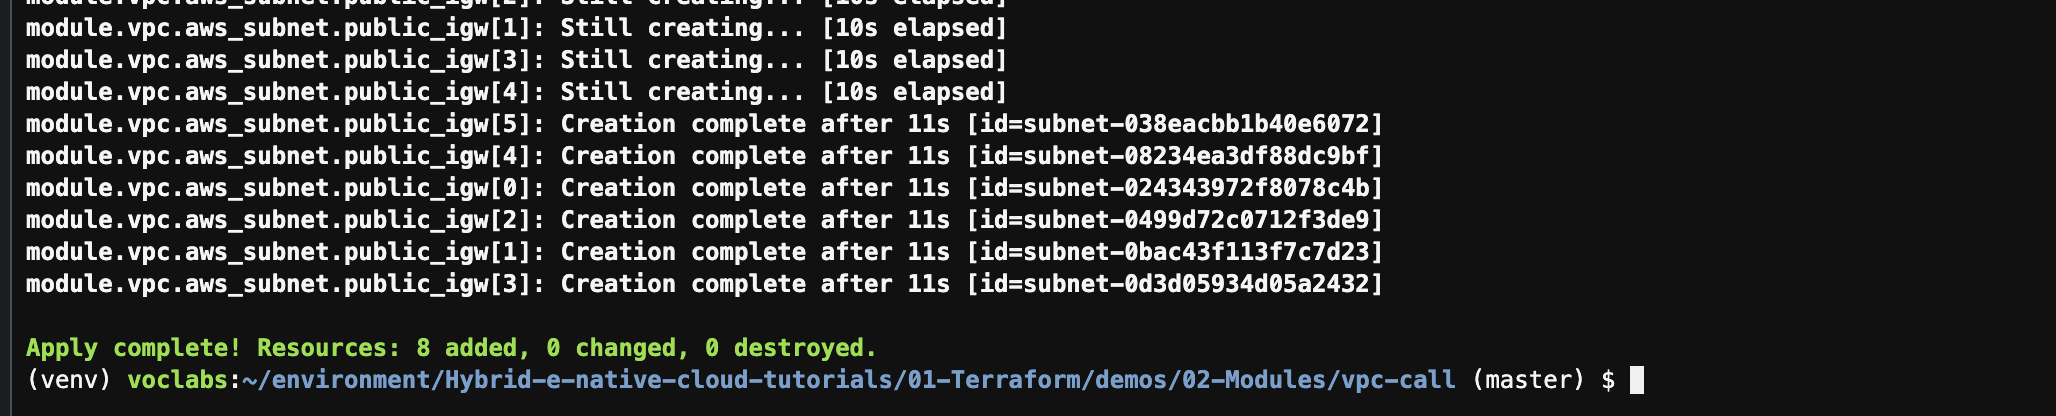 module.vpc.aws_subnet.public_igw[2]: Still creating... [10s elapsed]
module.vpc.aws_subnet.public_igw[1]: Still creating... [10s elapsed]
module.vpc.aws_subnet.public_igw[3]: Still creating... [10s elapsed]
module.vpc.aws_subnet.public_igw[4]: Still creating... [10s elapsed]
module.vpc.aws_subnet.public_igw[5]: Creation complete after 11s [id=subnet-038eacbb1b40e6072]
module.vpc.aws_subnet.public_igw[4]: Creation complete after 11s [id=subnet-08234ea3df88dc9bf]
module.vpc.aws_subnet.public_igw[0]: Creation complete after 11s [id=subnet-024343972f8078c4b]
module.vpc.aws_subnet.public_igw[2]: Creation complete after 11s [id=subnet-0499d72c0712f3de9]
module.vpc.aws_subnet.public_igw[1]: Creation complete after 11s [id=subnet-0bac43f113f7c7d23]
module.vpc.aws_subnet.public_igw[3]: Creation complete after 11s [id=subnet-0d3d05934d05a2432]
Apply complete! Resources: 8 added, 0 changed, 0 destroyed.
(venv) voclabs:~/environment/Hybrid-e-native-cloud-tutorials/01-Terraform/demos/02-Modules/vpc-call (master) $